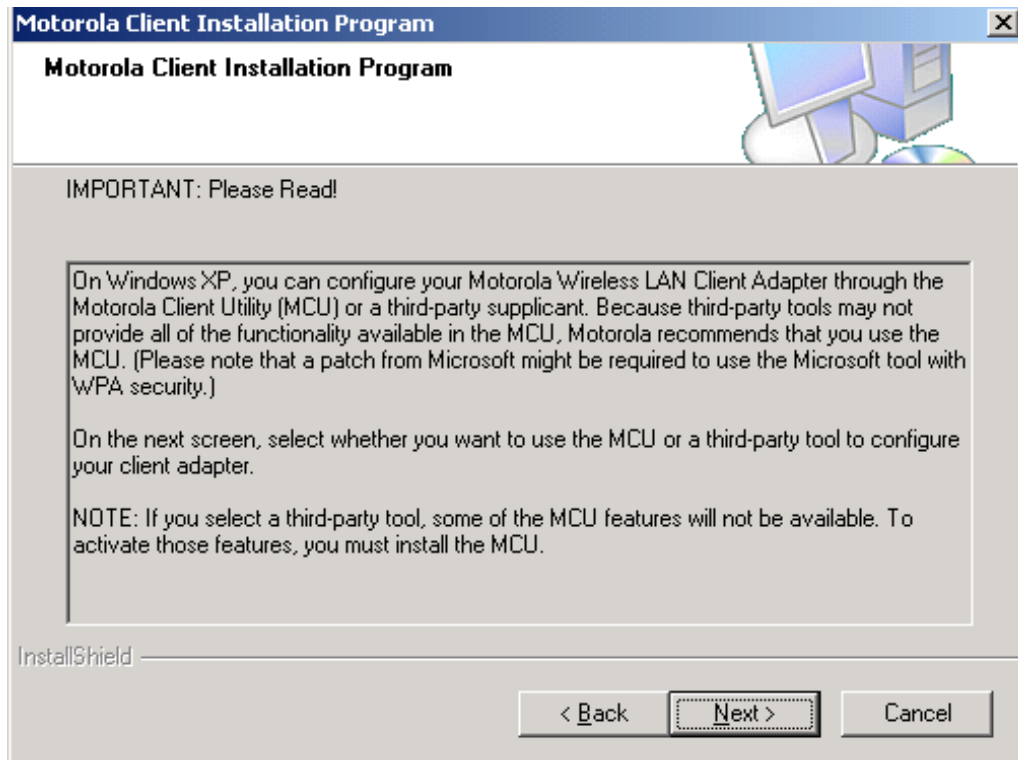 Motorola Client Installation Program
Motorola Client Installation Program
IMPORTANT: Please Read!
On Windows XP, you can configure your Motorola Wireless LAN Client Adapter through the
Motorola Client Utility (MCU) or a third-party supplicant. Because third-party tools may not
provide all of the functionality available in the MCU, Motorola recommends that you use the
MCU. (Please note that a patch from Microsoft might be required to use the Microsoft tool with
WPA security.)
On the next screen, select whether you want to use the MCU or a third-party tool to configure
your client adapter.
NOTE: If you select a third-party tool, some of the MCU features will not be available. To
activate those features, you must install the MCU.
InstallShield
< Back
Next >
Cancel